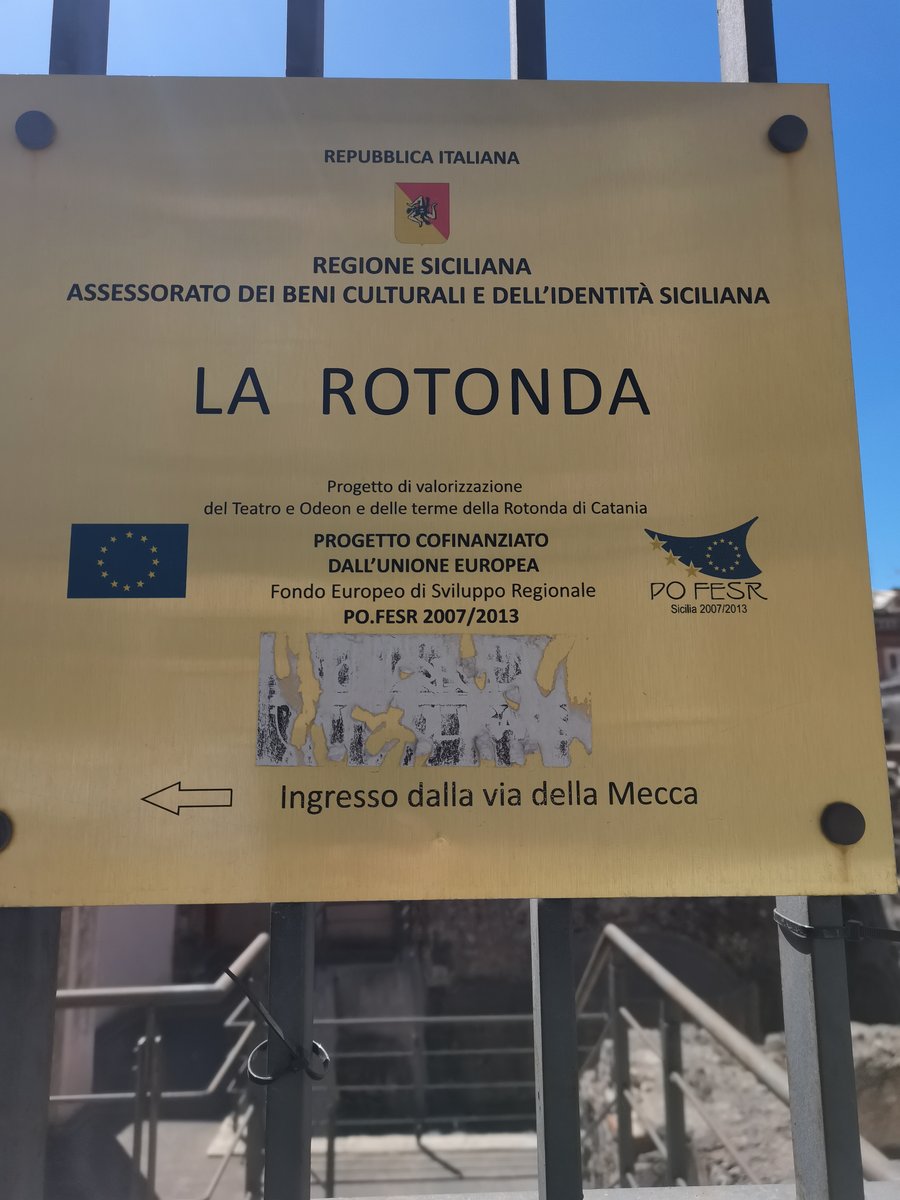 REPUBBLICA ITALIANA
REGIONE SICILIANA
ASSESSORATO DEI BENI CULTURALI E DELL'IDENTITÀ SICILIANA
LA ROTONDA
Progetto di valorizzazione
del Teatro e Odeon e delle terme della Rotonda di Catania
PROGETTO COFINANZIATO
DALL'UNIONE EUROPEA
Fondo Europeo di Sviluppo Regionale
PO.FESR 2007/2013
PO FESR
Sicilia 2007/2013
Ingresso dalla via della Mecca